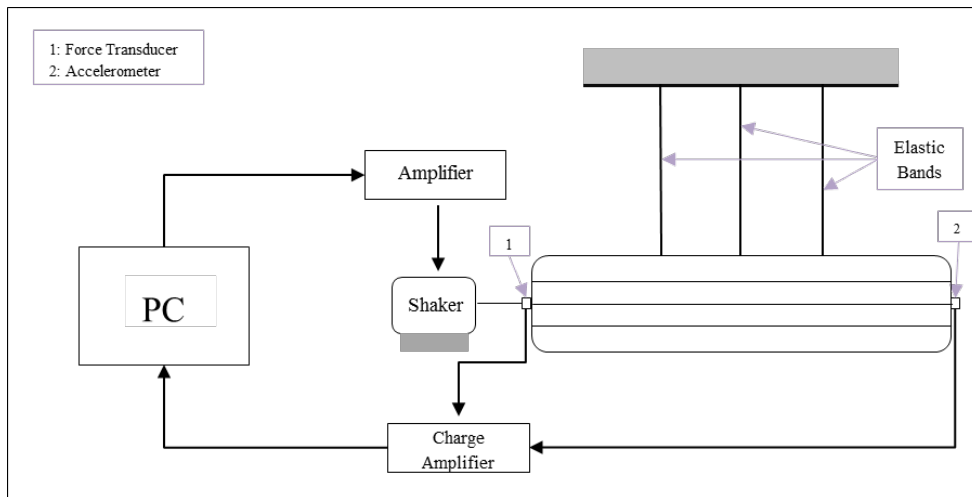 1: Force Transducer
2: Accelerometer
Elastic
Bands
Amplifier
1
2
Shaker
PC
Charge
Amplifier